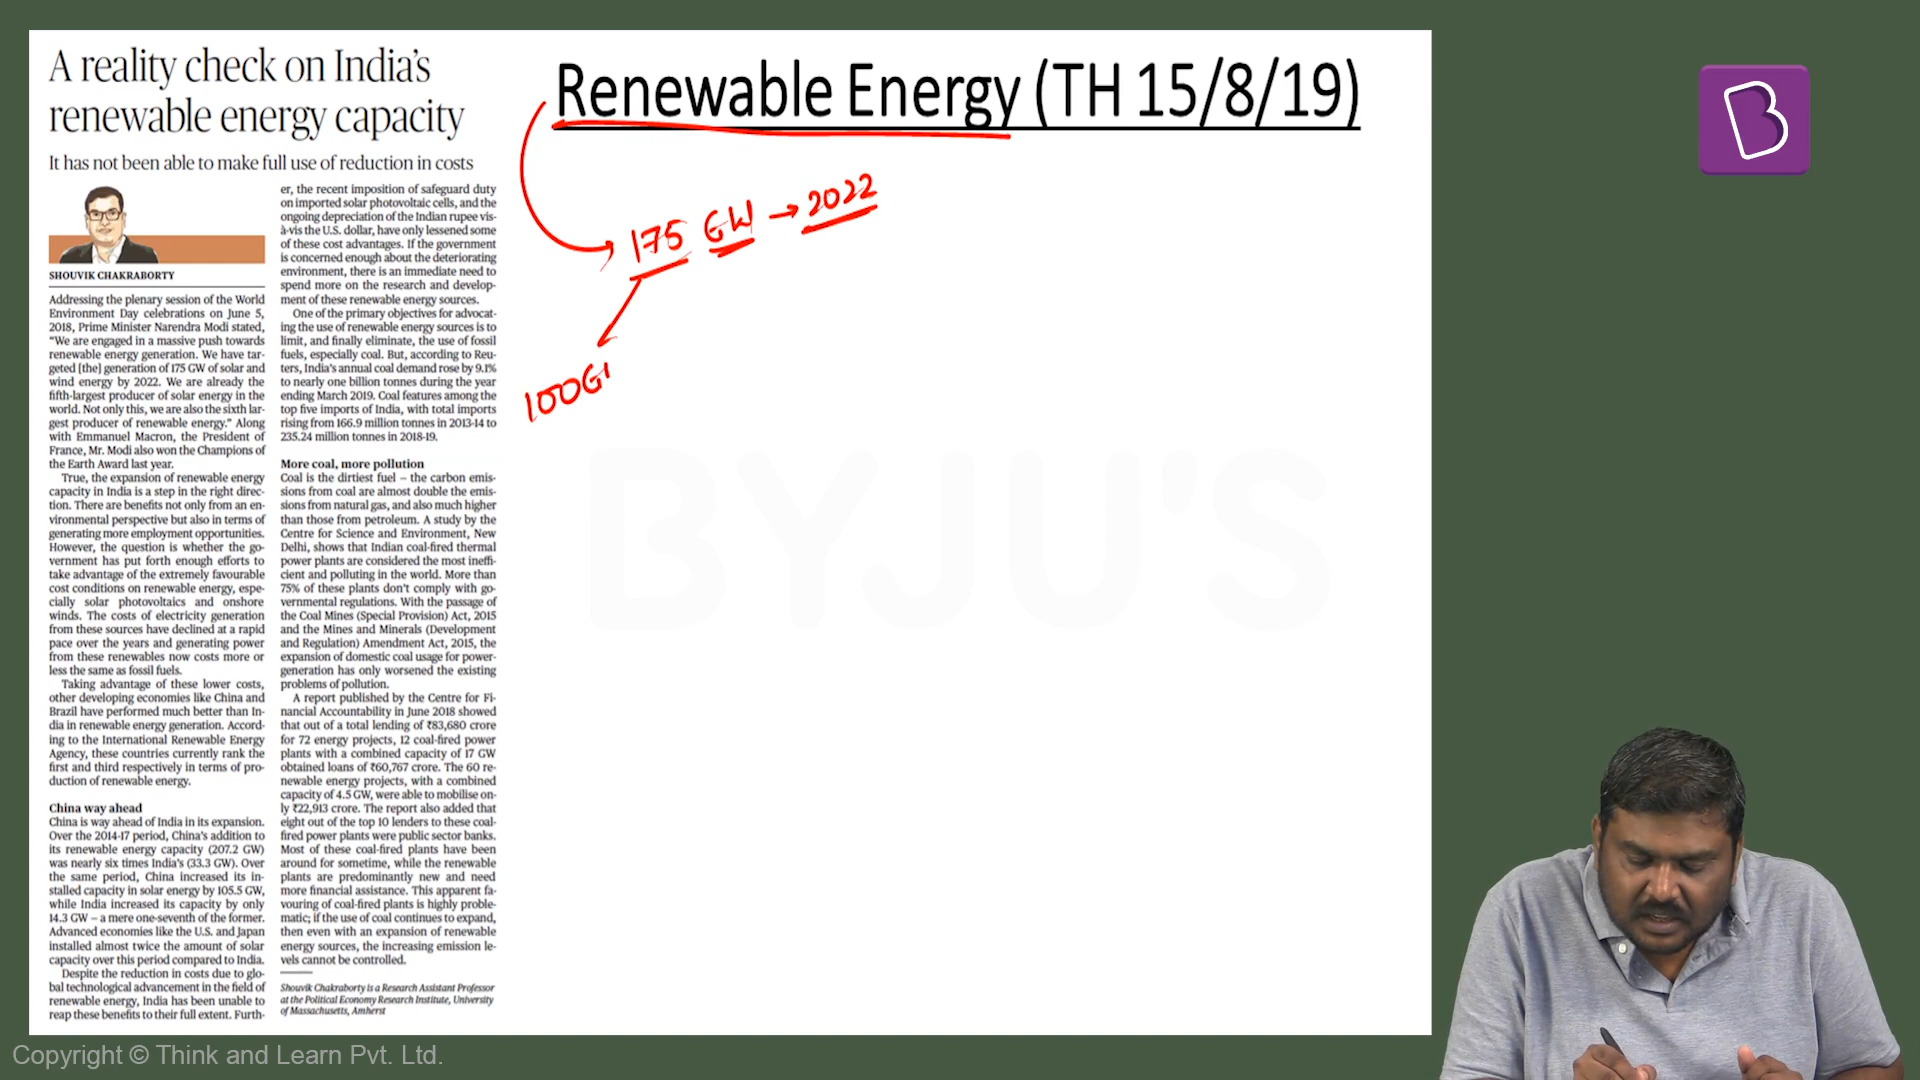 A reality check on India's
renewable energy capacity
It has not been able to make full use of reduction in costs
SHOUVIK CHAKRABORTY
Addressing the plenary session of the World
Environment Day celebrations on June 5,
2018, Prime Minister Narendra Modi stated,
“We are engaged in a massive push towards
renewable energy generation. We have tar-
geted [the] generation of 175 GW of solar and
wind energy by 2022. We are already the
fifth-largest producer of solar energy in the
world. Not only this, we are also the sixth lar-
gest producer of renewable energy.” Along
with Emmanuel Macron, the President of
France, Mr. Modi also won the Champions of
the Earth Award last year.
True, the expansion of renewable energy
capacity in India is a step in the right direc-
tion. There are benefits not only from an en-
vironmental perspective but also in terms of
generating more employment opportunities.
However, the question is whether the go-
vernment has put forth enough efforts to
take advantage of the extremely favourable
cost conditions on renewable energy, espe-
cially solar photovoltaics and onshore
winds. The costs of electricity generation
from these sources have declined at a rapid
pace over the years and generating power
from these renewables now costs more or
less the same as fossil fuels.
Taking advantage of these lower costs,
other developing economies like China and
Brazil have performed much better than In-
dia in renewable energy generation. Accord-
ing to the International Renewable Energy
Agency, these countries currently rank the
first and third respectively in terms of pro-
duction of renewable energy.
China way ahead
China is way ahead of India in its expansion.
Over the 2014-17 period, China's addition to
its renewable energy capacity (207.2 GW)
was nearly six times India's (33.3 GW). Over
the same period, China increased its in-
stalled capacity in solar energy by 105.5 GW,
while India increased its capacity by only
14.3 GW – a mere one-seventh of the former.
Advanced economies like the U.S. and Japan
installed almost twice the amount of solar
capacity over this period compared to India.
Despite the reduction in costs due to glo-
bal technological advancement in the field of
renewable energy, India has been unable to
reap these benefits to their full extent. Furth-
er, the recent imposition of safeguard duty
on imported solar photovoltaic cells, and the
ongoing depreciation of the Indian rupee vis-
à-vis the U.S. dollar, have only lessened some
of these cost advantages. If the government
is concerned enough about the deteriorating
environment, there is an immediate need to
spend more on the research and develop-
ment of these renewable energy sources.
One of the primary objectives for advocat-
ing the use of renewable energy sources is to
limit, and finally eliminate, the use of fossil
fuels, especially coal. But, according to Reu-
ters, India's annual coal demand rose by 9.1%
to nearly one billion tonnes during the year
ending March 2019. Coal features among the
top five imports of India, with total imports
rising from 166.9 million tonnes in 2013-14 to
235.24 million tonnes in 2018-19.
More coal, more pollution
Coal is the dirtiest fuel – the carbon emis-
sions from coal are almost double the emis-
sions from natural gas, and also much higher
than those from petroleum. A study by the
Centre for Science and Environment, New
Delhi, shows that Indian coal-fired thermal
power plants are considered the most ineffi-
cient and polluting in the world. More than
75% of these plants don't comply with go-
vernmental regulations. With the passage of
the Coal Mines (Special Provision) Act, 2015
and the Mines and Minerals (Development
and Regulation) Amendment Act, 2015, the
expansion of domestic coal usage for power-
generation has only worsened the existing
problems of pollution.
A report published by the Centre for Fi-
nancial Accountability in June 2018 showed
that out of a total lending of ₹83,680 crore
for 72 energy projects, 12 coal-fired power
plants with a combined capacity of 17 GW
obtained loans of ₹60,767 crore. The 60 re-
newable energy projects, with a combined
capacity of 4.5 GW, were able to mobilise on-
ly ₹22,913 crore. The report also added that
eight out of the top 10 lenders to these coal-
fired power plants were public sector banks.
Most of these coal-fired plants have been
around for sometime, while the renewable
plants are predominantly new and need
more financial assistance. This apparent fa-
vouring of coal-fired plants is highly proble-
matic; if the use of coal continues to expand,
then even with an expansion of renewable
energy sources, the increasing emission le-
vels cannot be controlled.
Shouvik Chakraborty is a Research Assistant Professor
at the Political Economy Research Institute, University
of Massachusetts, Amherst
Renewable Energy (TH 15/8/19)
175 GW → 2022
100G
BYJU'S
B
Copyright © Think and Learn Pvt. Ltd.